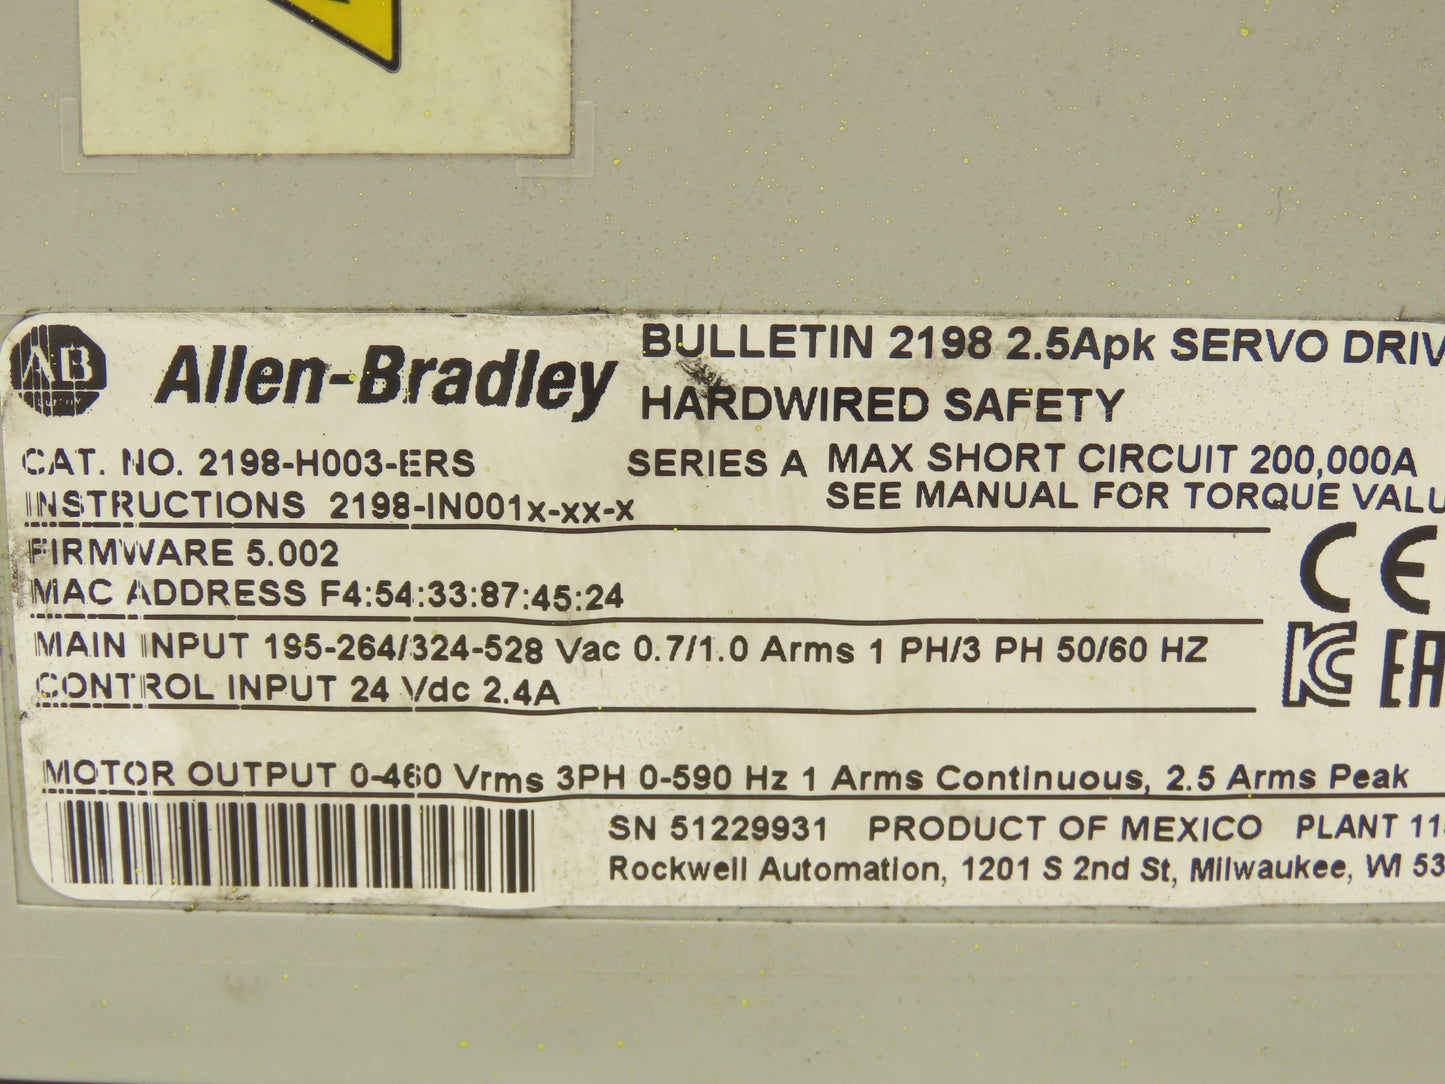 AB
Allen-Bradley
BULLETIN 2198 2.5Apk SERVO DRIV
HARDWIRED SAFETY
CAT. NO. 2198-H003-ERS SERIES A MAX SHORT CIRCUIT 200,000A
INSTRUCTIONS 2198-IN001x-xx-x SEE MANUAL FOR TORQUE VALU
FIRMWARE 5.002
MAC ADDRESS F4:54:33:87:45:24
CE
MAIN INPUT 195-264/324-528 Vac 0.7/1.0 Arms 1 PH/3 PH 50/60 HZ
CONTROL INPUT 24 Vdc 2.4A
KC EA
MOTOR OUTPUT 0-460 Vrms 3PH 0-590 Hz 1 Arms Continuous, 2.5 Arms Peak
SN 51229931 PRODUCT OF MEXICO PLANT 11
Rockwell Automation, 1201 S 2nd St, Milwaukee, WI 53